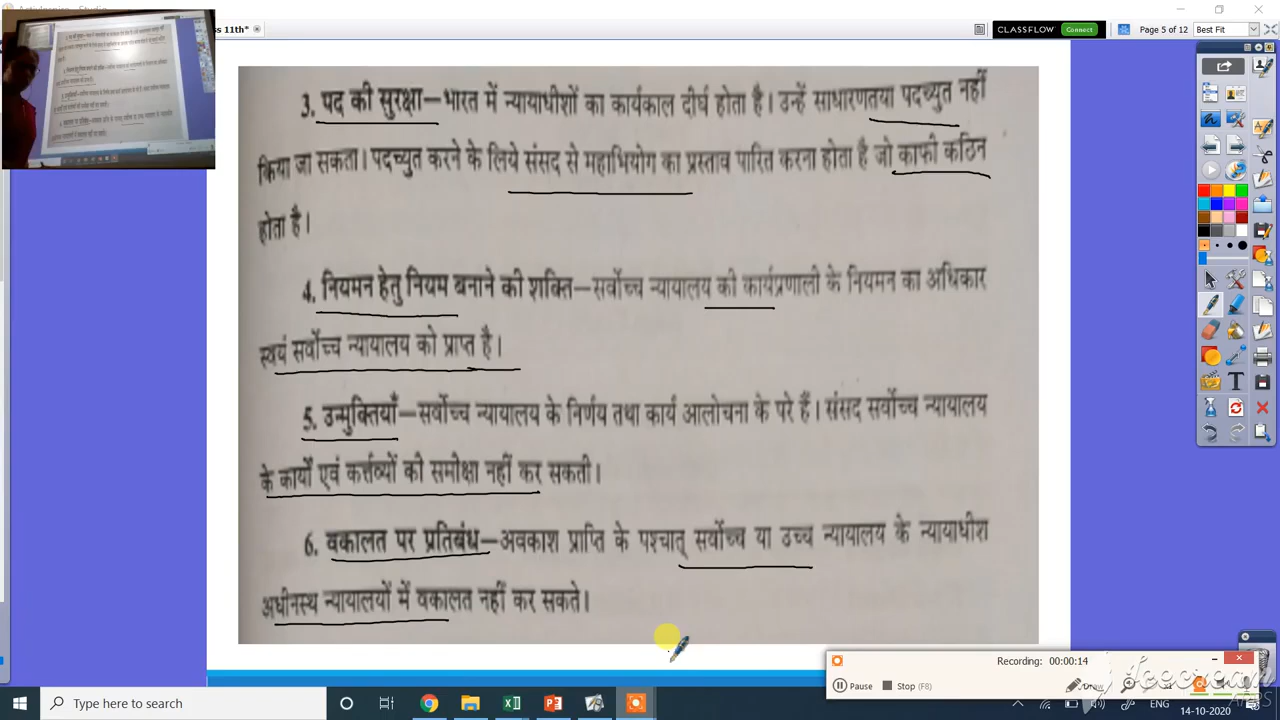 ss 11th*
CLASSFLOW Connect
Page 5 of 12
Best Fit
3. पद की सुरक्षा–भारत में न्यायाधीशों का कार्यकाल दीर्घ होता है। उन्हें साधारणतया पदच्युत नहीं
किया जा सकता। पदच्युत करने के लिये संसद से महाभियोग का प्रस्ताव पारित करना होता है जो काफी कठिन
होता है।
4. नियमन हेतु नियम बनाने की शक्ति–सर्वोच्च न्यायालय की कार्यप्रणाली के नियमन का अधिकार
स्वयं सर्वोच्च न्यायालय को प्राप्त है।
5. उन्मुक्तियाँ–सर्वोच्च न्यायालय के निर्णय तथा कार्य आलोचना के परे हैं। संसद सर्वोच्च न्यायालय
के कार्यों एवं कर्त्तव्यों की समीक्षा नहीं कर सकती।
6. वकालत पर प्रतिबंध–अवकाश प्राप्ति के पश्चात् सर्वोच्च या उच्च न्यायालय के न्यायाधीश
अधीनस्थ न्यायालयों में वकालत नहीं कर सकते।
Recording: 00:00:14
Pause Stop (F8) Draw
Type here to search
ENG
14-10-2020